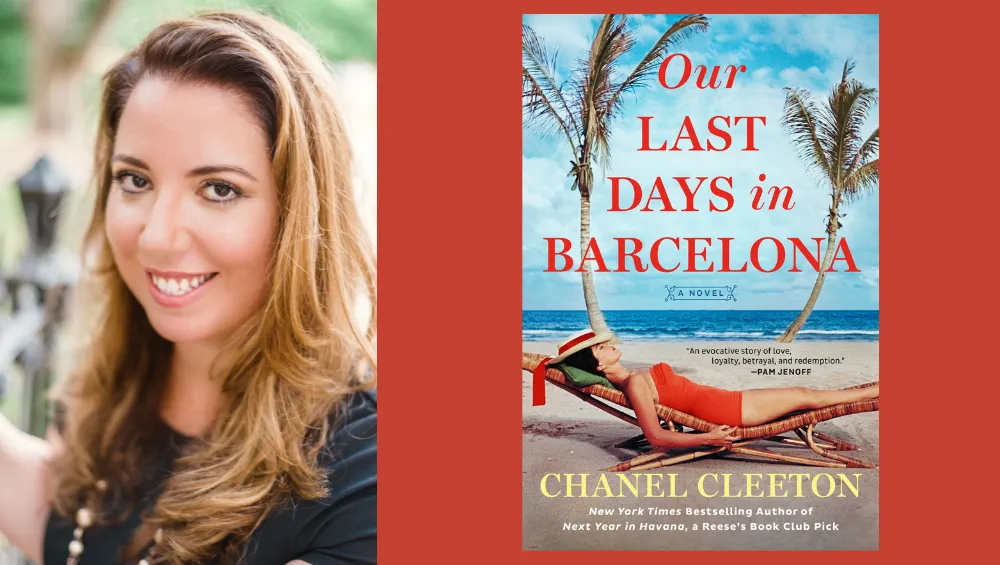 Our
LAST
DAYS in
BARCELONA
A NOVEL
"An evocative story of love,
loyalty, betrayal, and redemption."
—PAM JENOFF
CHANEL CLEETON
New York Times Bestselling Author of
Next Year in Havana, a Reese's Book Club Pick